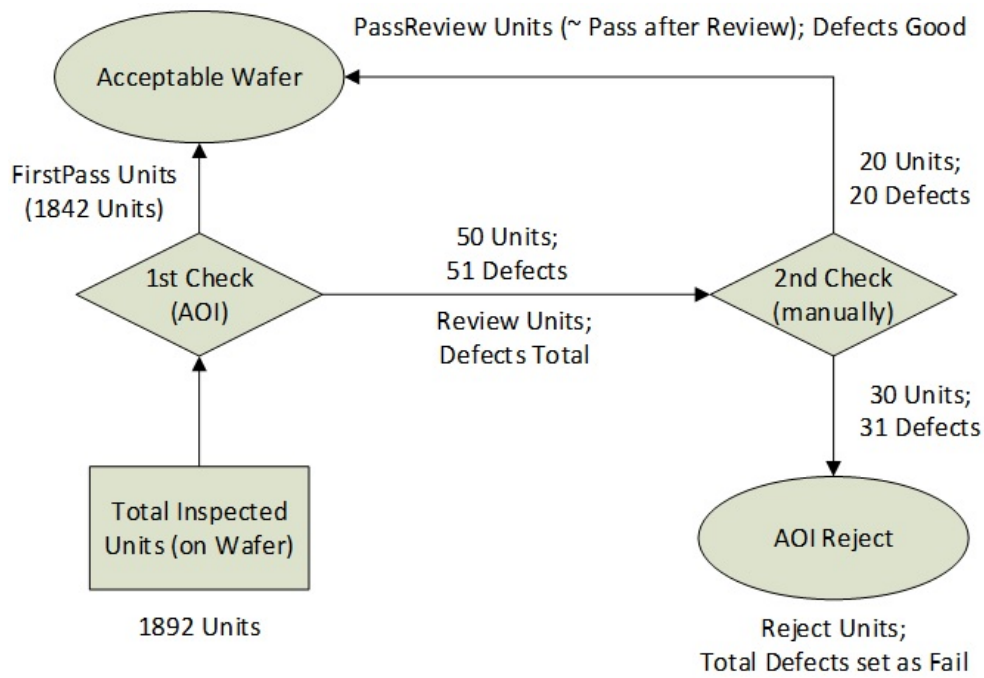 PassReview Units (~ Pass after Review); Defects Good
Acceptable Wafer
FirstPass Units
(1842 Units)
20 Units;
20 Defects
50 Units;
51 Defects
1st Check
(AOI)
2nd Check
(manually)
Review Units;
Defects Total
30 Units;
31 Defects
Total Inspected
Units (on Wafer)
AOI Reject
1892 Units
Reject Units;
Total Defects set as Fail